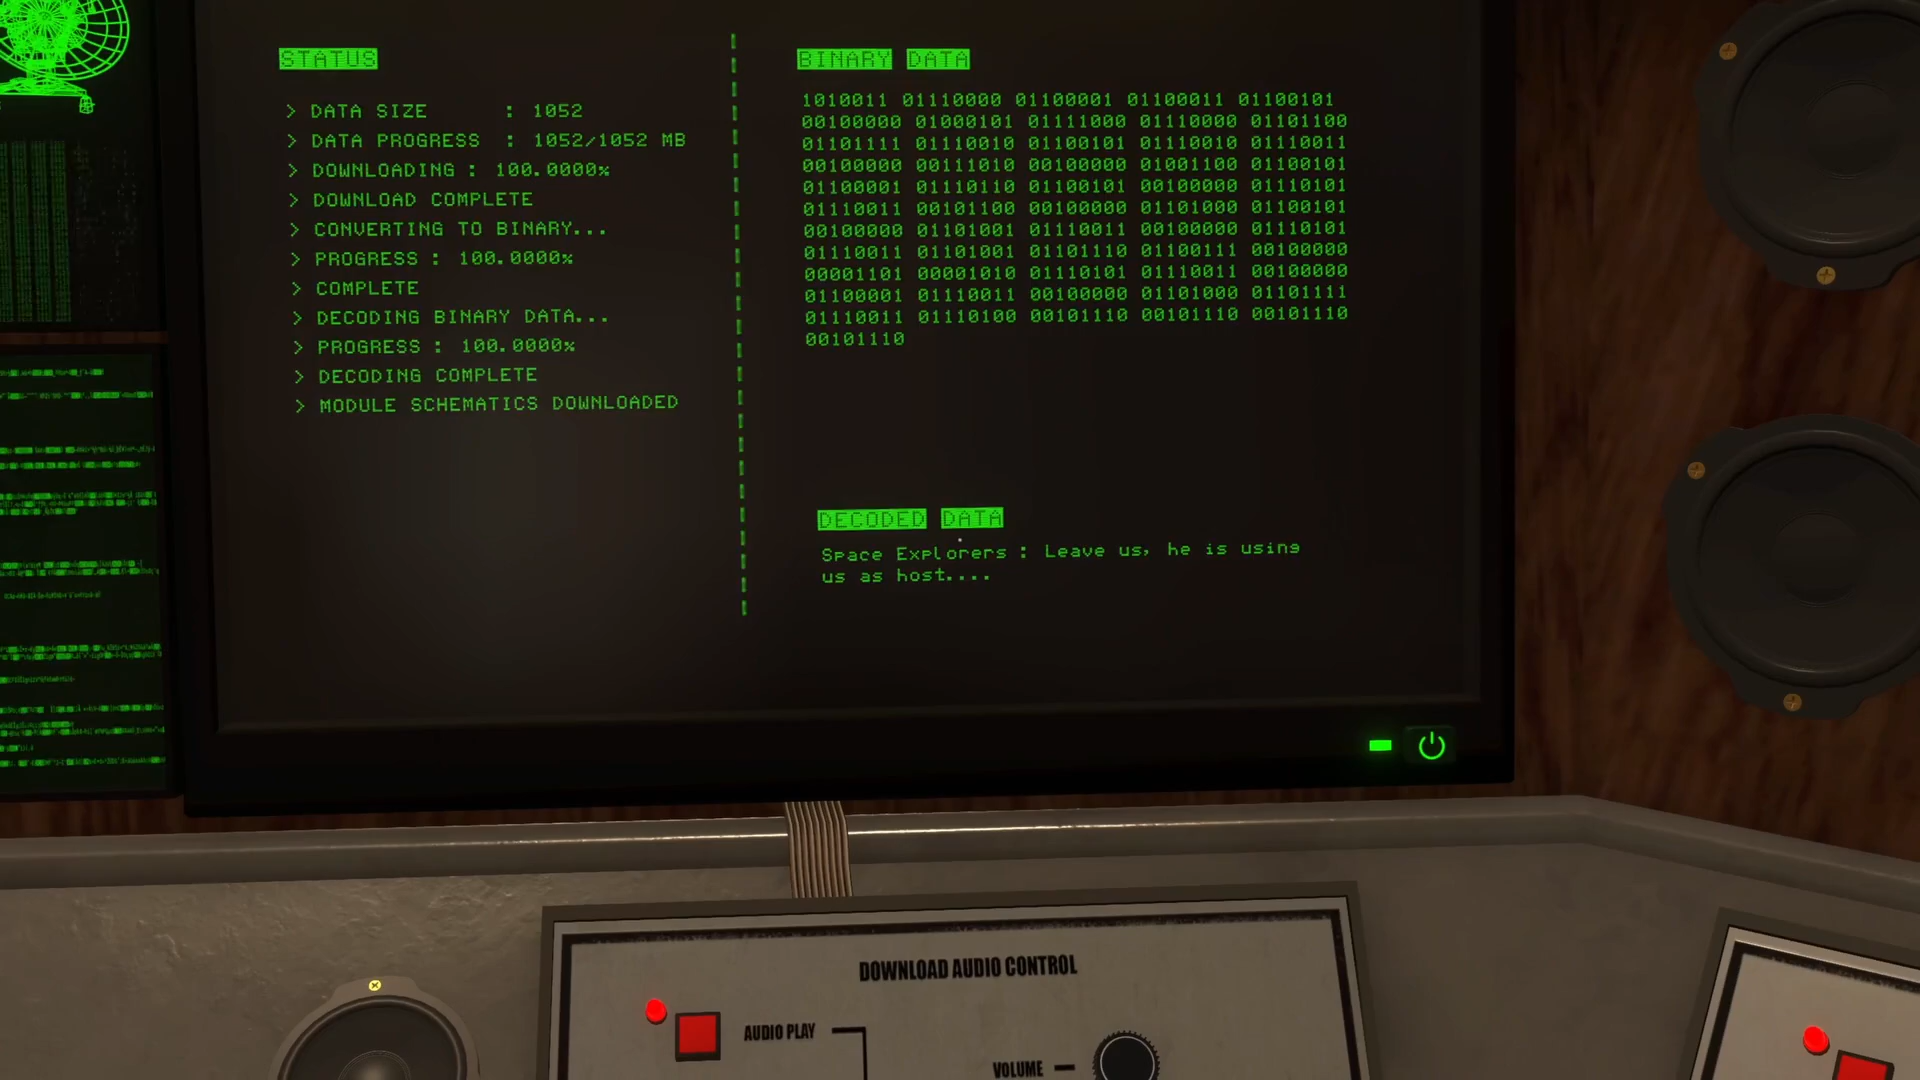 STATUS
> DATA SIZE : 1052
> DATA PROGRESS : 1052/1052 MB
> DOWNLOADING : 100.0000%
> DOWNLOAD COMPLETE
> CONVERTING TO BINARY...
> PROGRESS : 100.0000%
> COMPLETE
> DECODING BINARY DATA...
> PROGRESS : 100.0000%
> DECODING COMPLETE
> MODULE SCHEMATICS DOWNLOADED
BINARY DATA
1010011 01110000 01100001 01100011 01100101
00100000 01000101 01111000 01110000 01101100
01101111 01110010 01100101 01110010 01110011
00100000 00111010 00100000 01001100 01100101
01100001 01110110 01100101 00100000 01110101
01110011 00101100 00100000 01101000 01100101
00100000 01101001 01110011 00100000 01110101
01110011 01101001 01101110 01100111 00100000
00001101 00001010 01110101 01110011 00100000
01100001 01110011 00100000 01101000 01101111
01110011 01110100 00101110 00101110 00101110
00101110
DECODED DATA
Space Explorers : Leave us, he is using
us as host....
DOWNLOAD AUDIO CONTROL
AUDIO PLAY
VOLUME